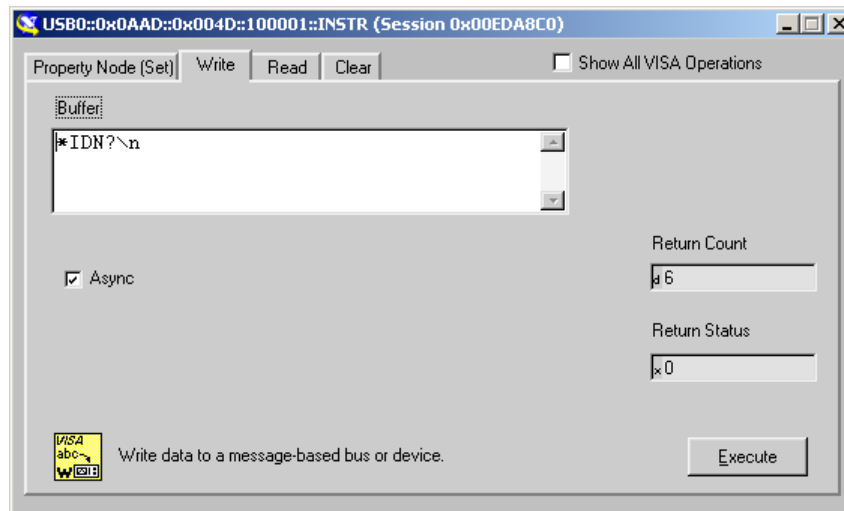 USB0::0x0AAD::0x004D::100001::INSTR (Session 0x00EDA8C0)
Property Node (Set) Write Read Clear Show All VISA Operations
Buffer
*IDN?\n
Return Count
Async d 6
Return Status
x 0
VISA
abc
W
Write data to a message-based bus or device. Execute